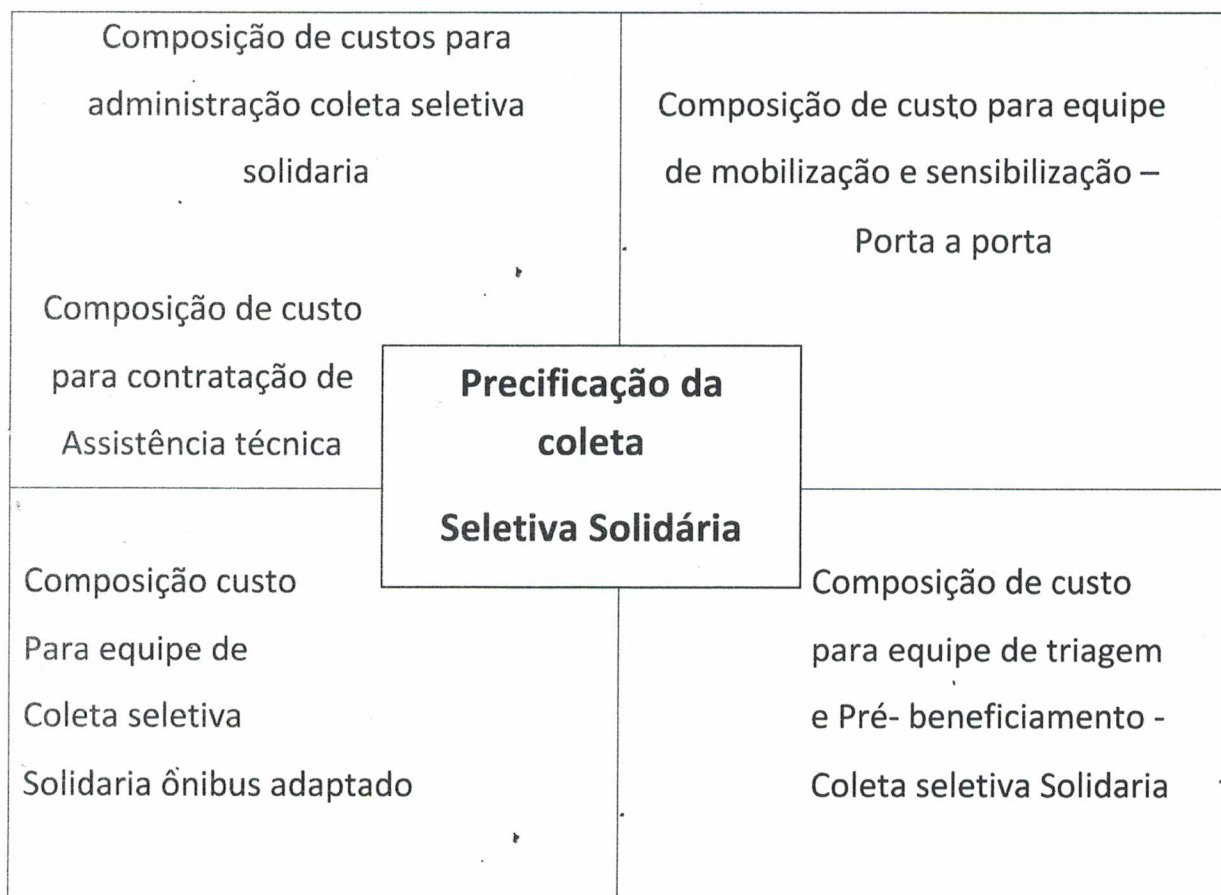 Composição de custos para
administração coleta seletiva
solidaria
Composição de custo
para contratação de
Assistência técnica
Composição de custo para equipe
de mobilização e sensibilização –
Porta a porta
Precificação da
coleta
Seletiva Solidária
Composição custo
Para equipe de
Coleta seletiva
Solidaria ônibus adaptado
Composição de custo
para equipe de triagem
e Pré- beneficiamento -
Coleta seletiva Solidaria